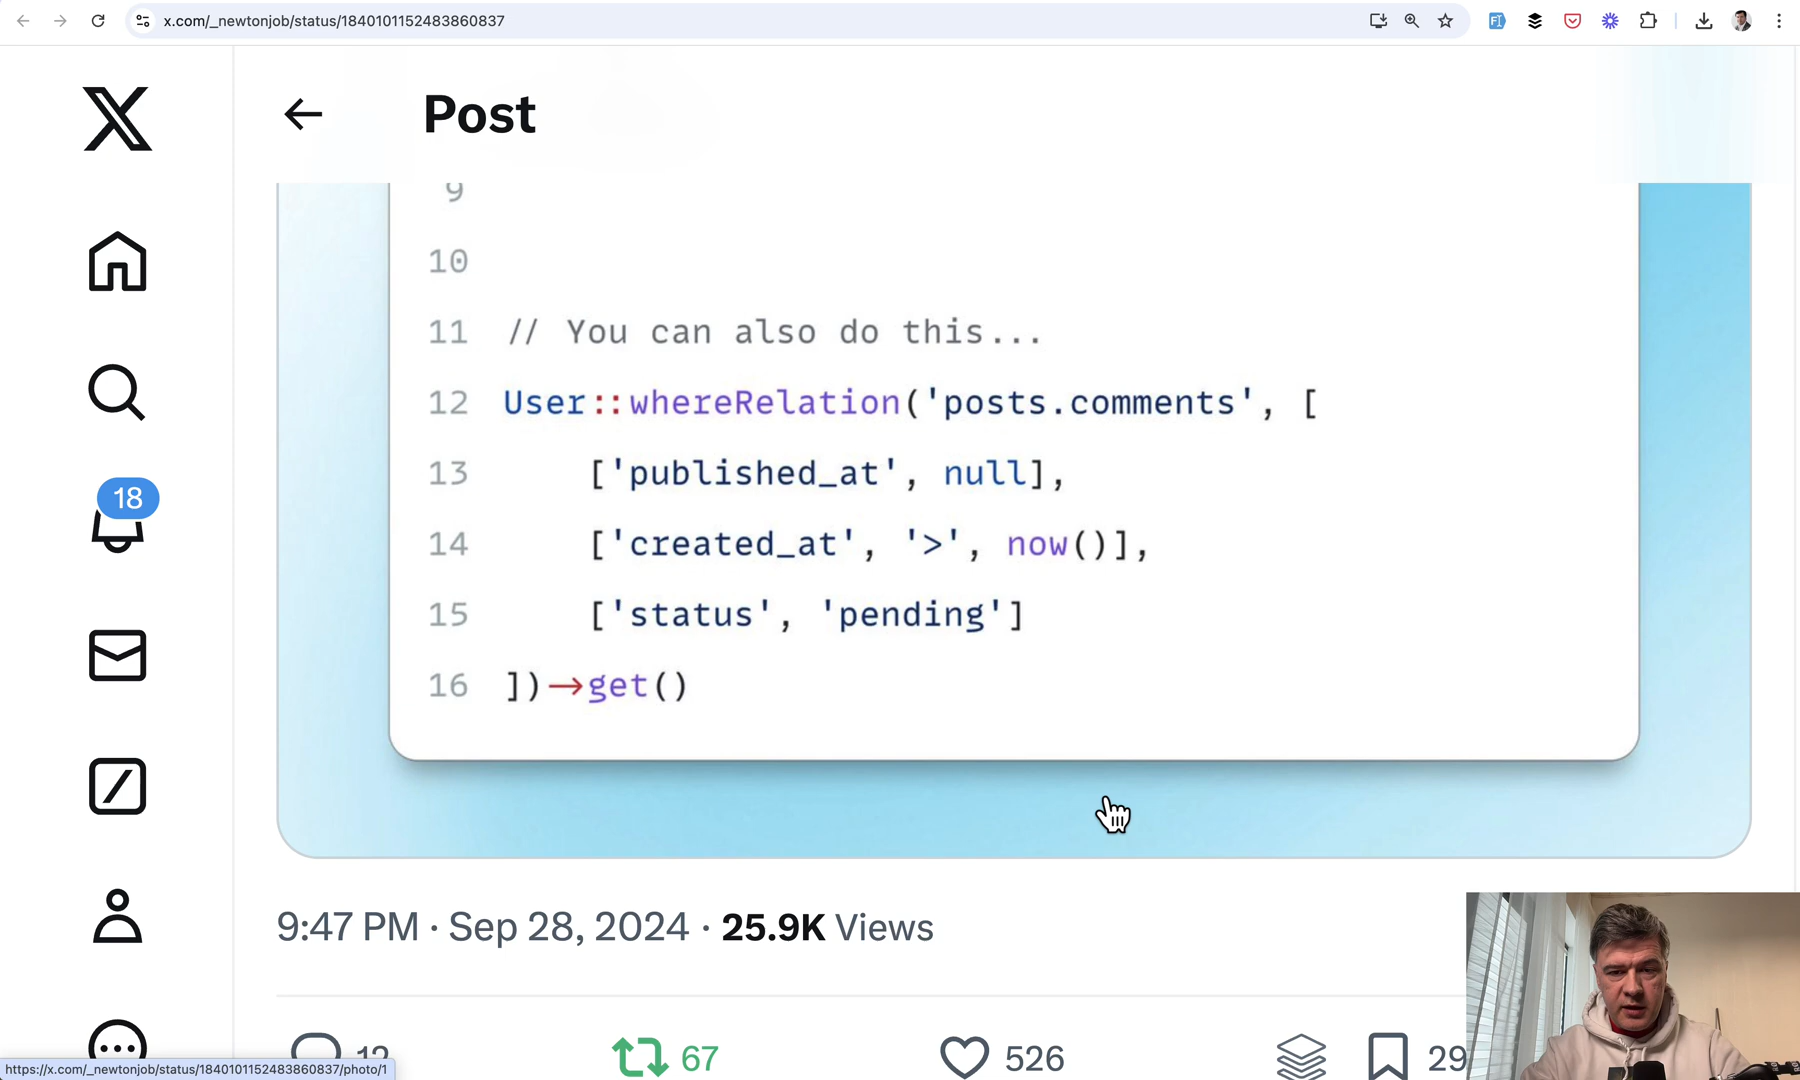 x.com/_newtonjob/status/1840101152483860837
Post
9
10
11 // You can also do this...
12 User::whereRelation('posts.comments', [
13 ['published_at', null],
14 ['created_at', '>', now()],
15 ['status', 'pending']
16 ])->get()
18
9:47 PM · Sep 28, 2024 · 25.9K Views
12
67
526
29
https://x.com/_newtonjob/status/1840101152483860837/photo/1